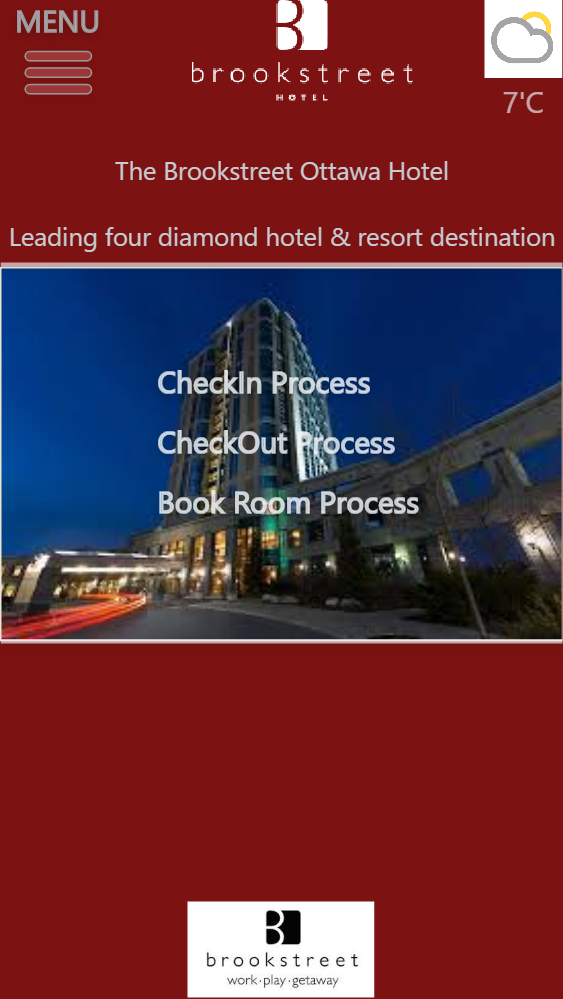 MENU
brookstreet
HOTEL
7'C
The Brookstreet Ottawa Hotel
Leading four diamond hotel & resort destination
CheckIn Process
CheckOut Process
Book Room Process
brookstreet
work·play·getaway